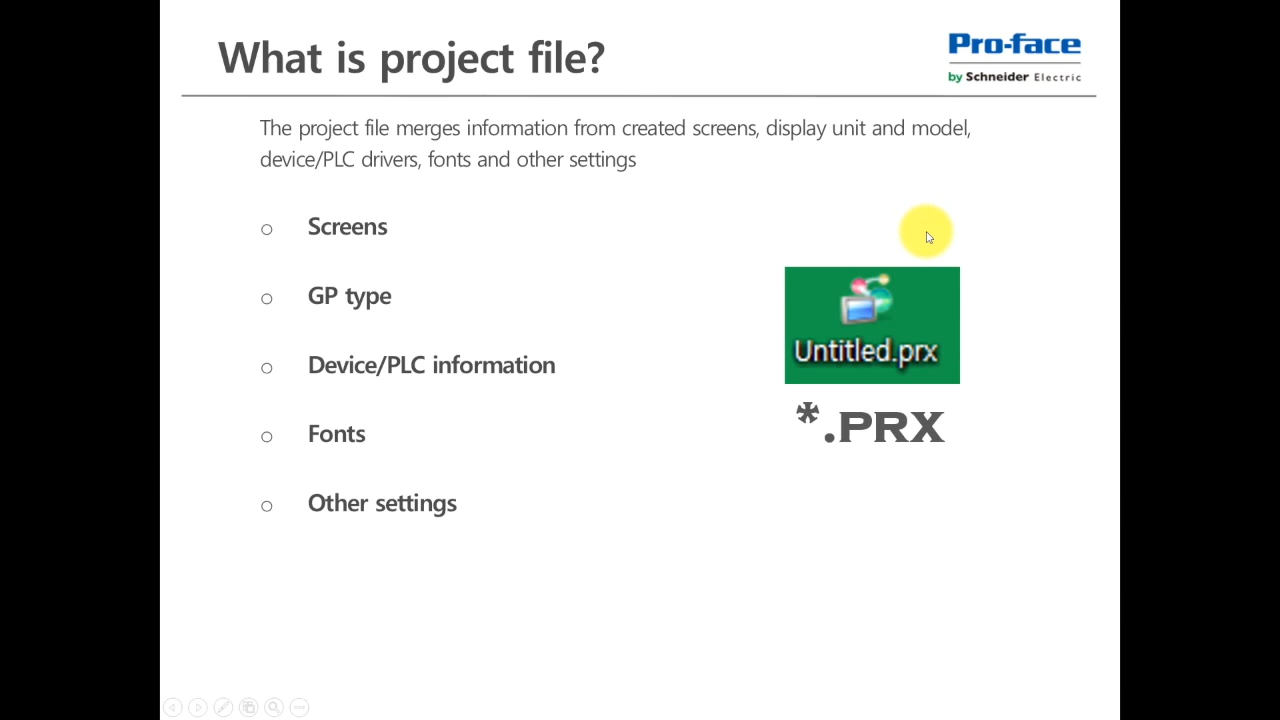 What is project file?
Pro-face
by Schneider Electric
The project file merges information from created screens, display unit and model,
device/PLC drivers, fonts and other settings
o Screens
o GP type
o Device/PLC information
o Fonts
o Other settings
Untitled.prx
*.PRX